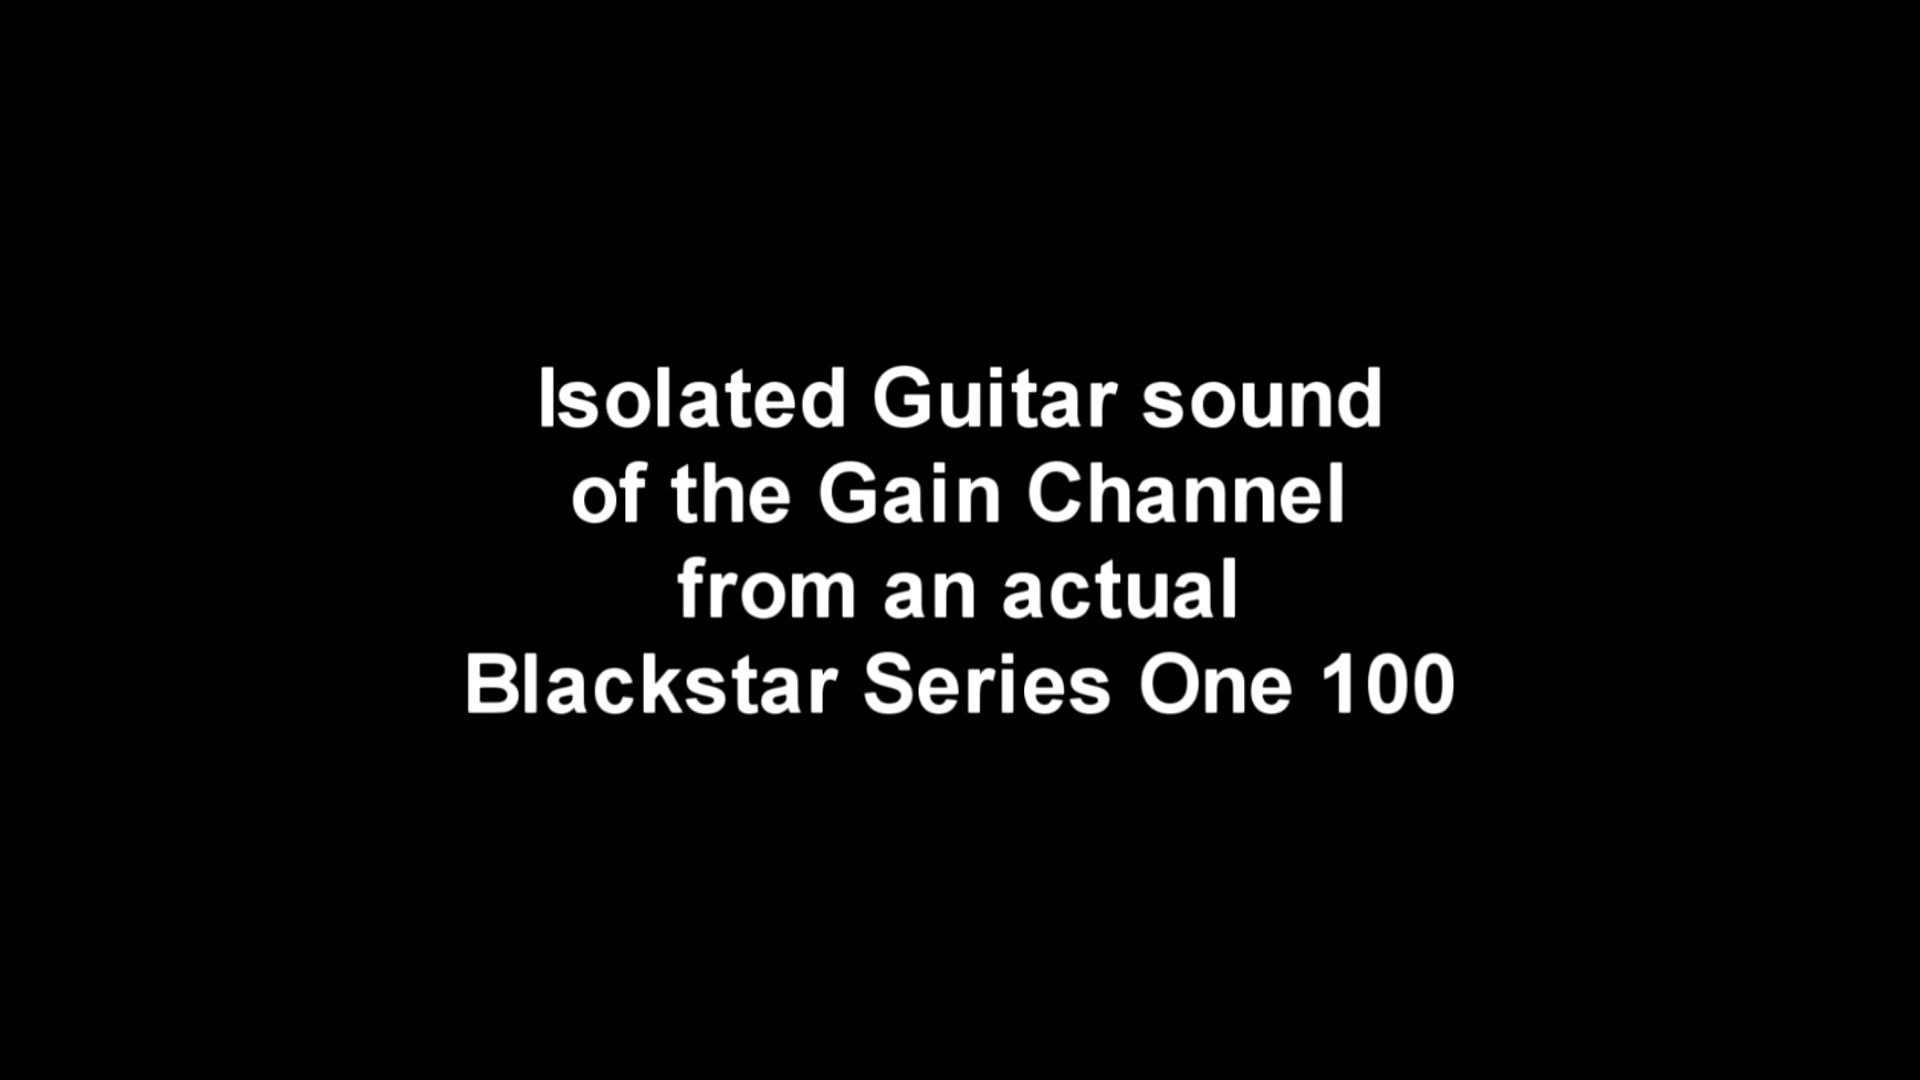 Isolated Guitar sound
of the Gain Channel
from an actual
Blackstar Series One 100